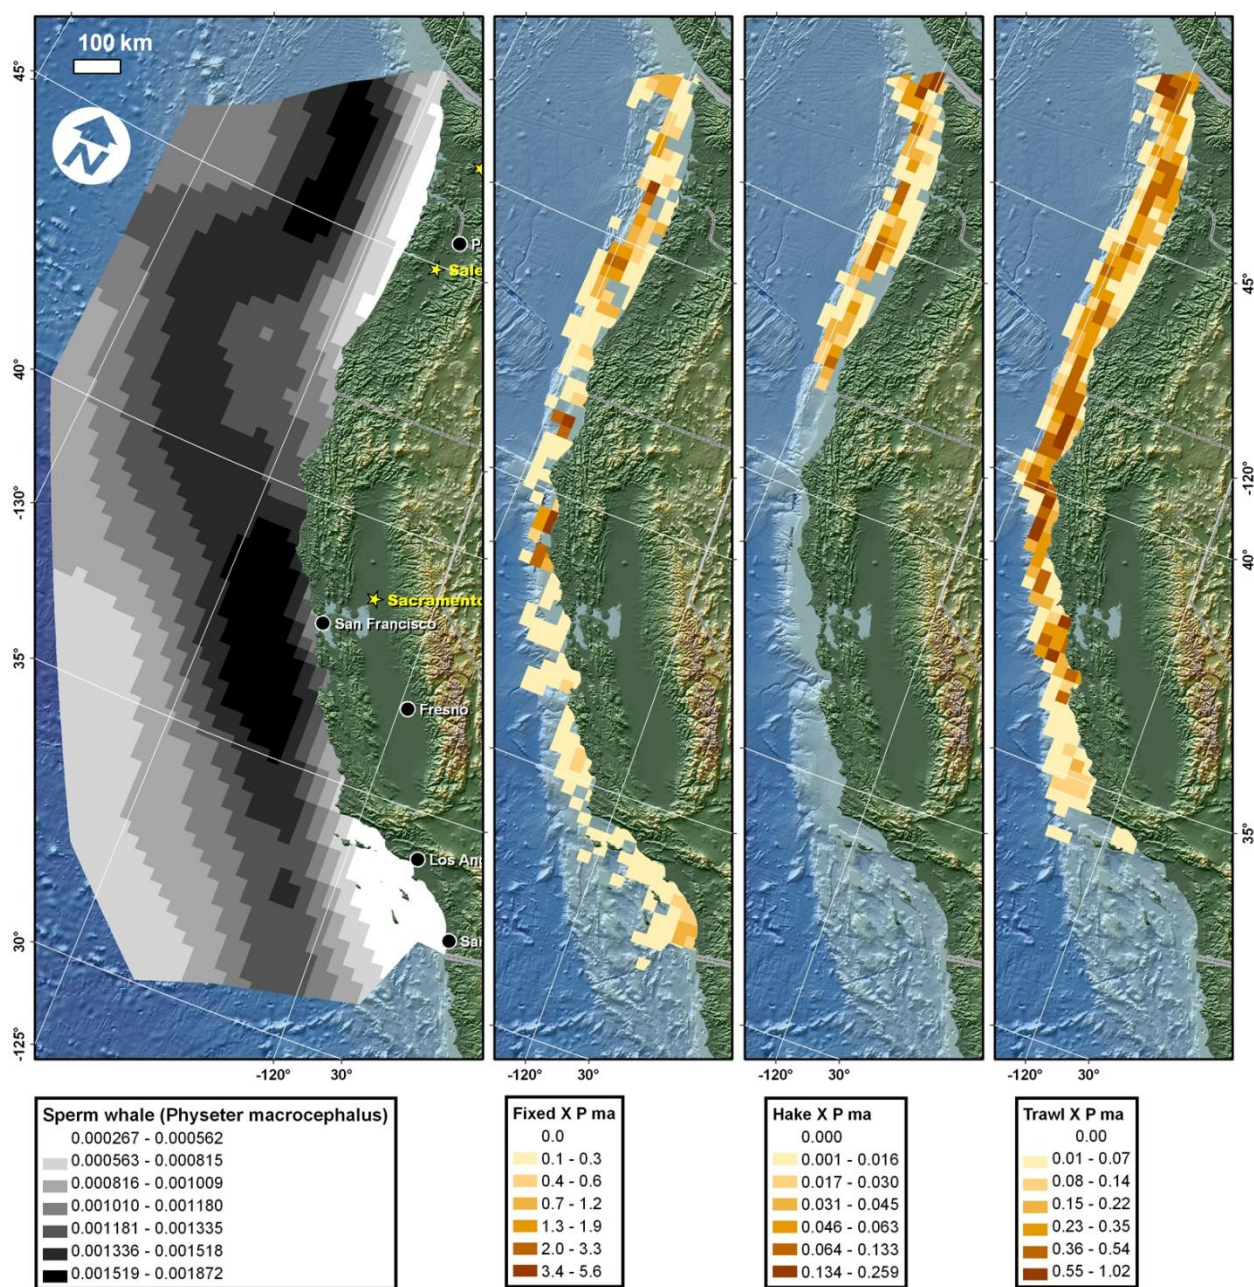 100 km
N
45°
40°
-130°
35°
30°
-125°
P
Sale
Sacramento
San Francisco
Fresno
Los Ang
San
45°
-120°
40°
35°
-120° 30°
-120° 30°
-120° 30°
-120° 30°
Sperm whale (Physeter macrocephalus)
0.000267 - 0.000562
0.000563 - 0.000815
0.000816 - 0.001009
0.001010 - 0.001180
0.001181 - 0.001335
0.001336 - 0.001518
0.001519 - 0.001872
Fixed X P ma
0.0
0.1 - 0.3
0.4 - 0.6
0.7 - 1.2
1.3 - 1.9
2.0 - 3.3
3.4 - 5.6
Hake X P ma
0.000
0.001 - 0.016
0.017 - 0.030
0.031 - 0.045
0.046 - 0.063
0.064 - 0.133
0.134 - 0.259
Trawl X P ma
0.00
0.01 - 0.07
0.08 - 0.14
0.15 - 0.22
0.23 - 0.35
0.36 - 0.54
0.55 - 1.02